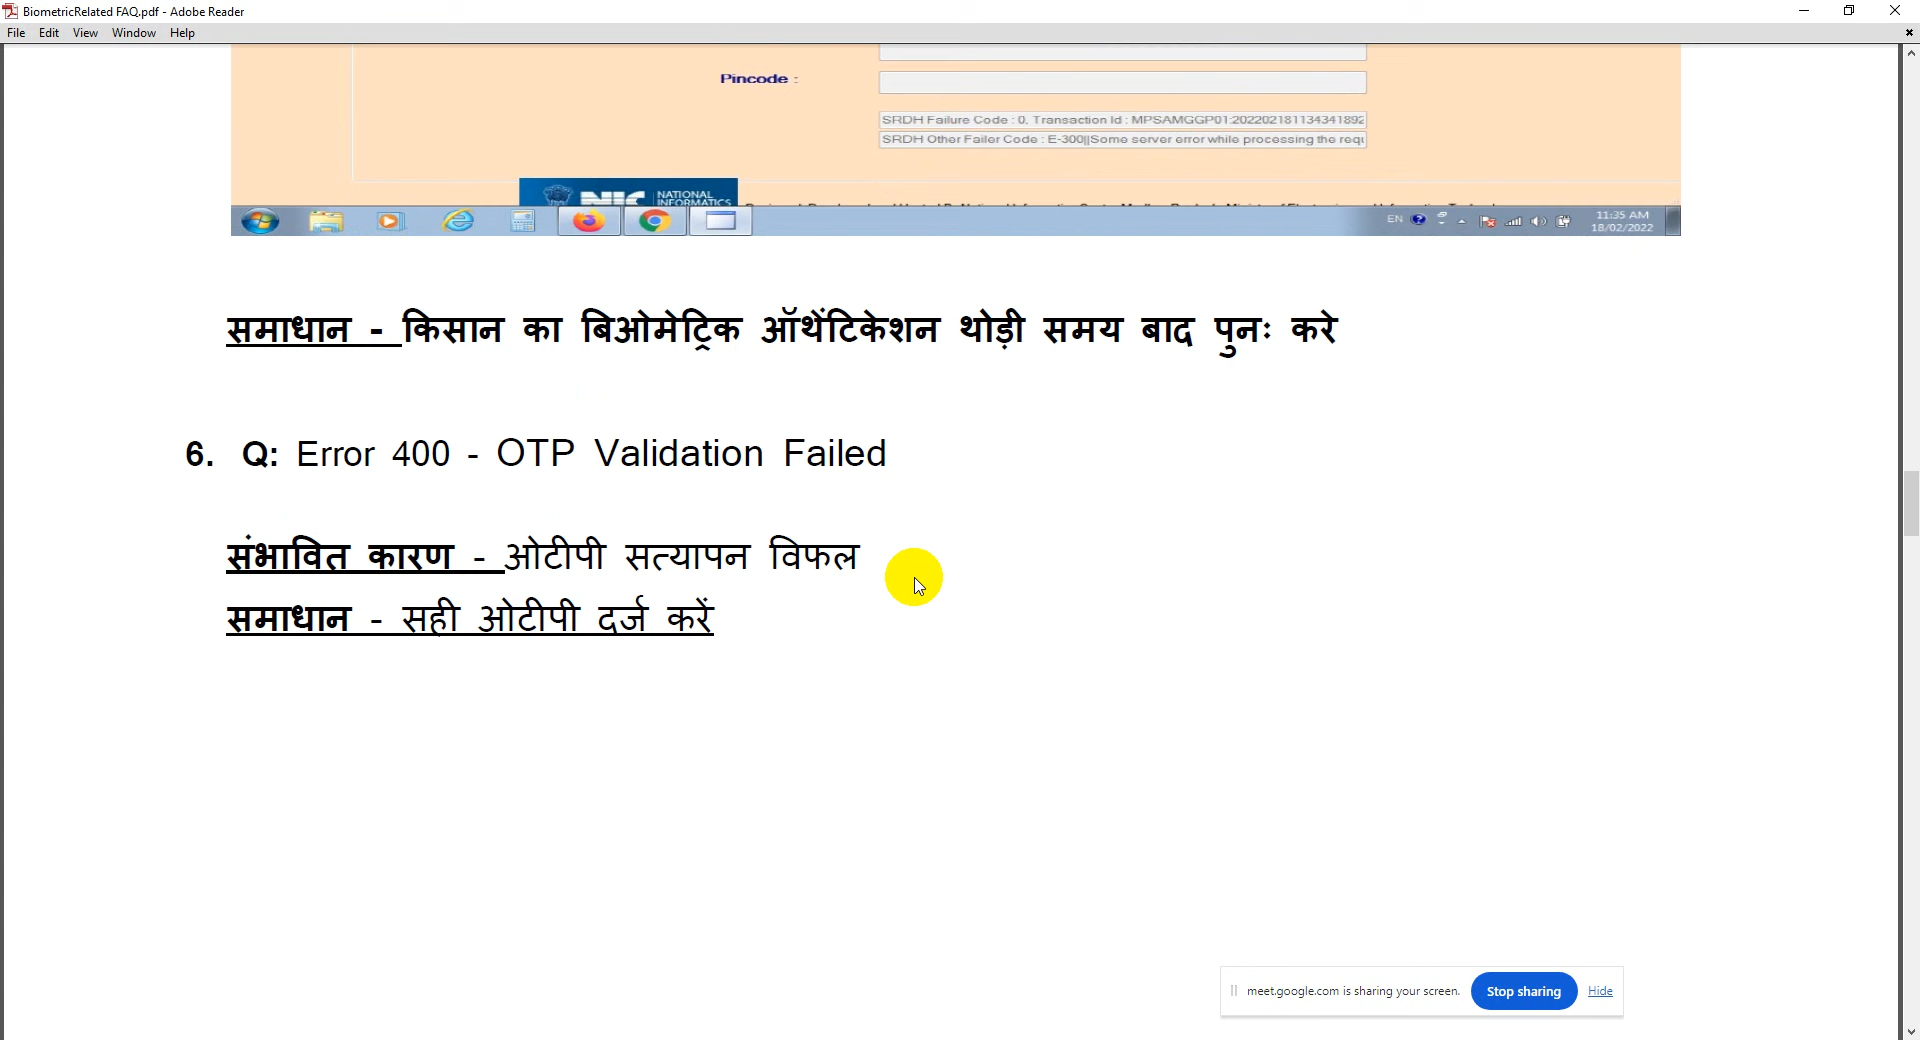 BiometricRelated FAQ.pdf - Adobe Reader
File Edit View Window Help
Pincode :
SRDH Failure Code : 0, Transaction Id : MPSAMGGP01:20220218113434189
SRDH Other Failer Code : E-300||Some server error while processing the requ
NIC NATIONAL
INFORMATICS
EN
11:35 AM
18/02/2022
समाधान - किसान का बिओमेट्रिक ऑथेंटिकेशन थोड़ी समय बाद पुनः करे
6. Q: Error 400 - OTP Validation Failed
संभावित कारण - ओटीपी सत्यापन विफल
समाधान - सही ओटीपी दर्ज करें
meet.google.com is sharing your screen. Stop sharing Hide